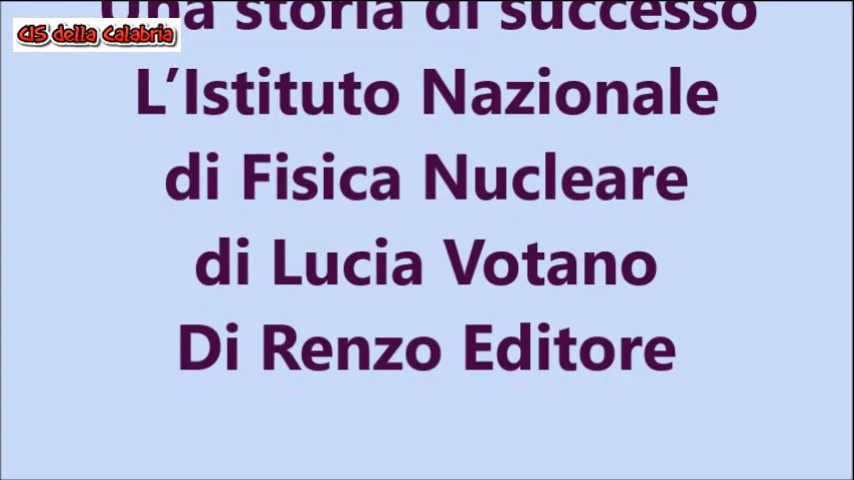 Una storia di successo
CIS della Calabria
L'Istituto Nazionale
di Fisica Nucleare
di Lucia Votano
Di Renzo Editore